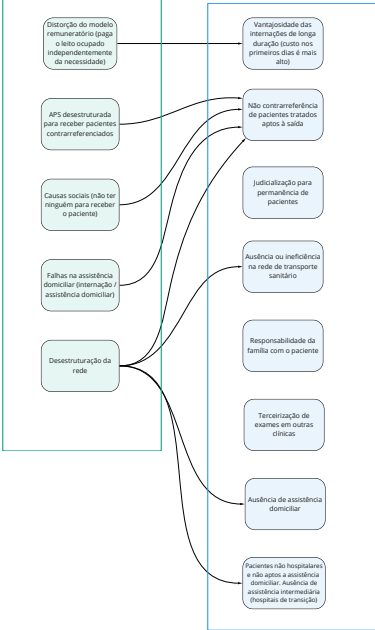 Distorção do modelo
remuneratório (paga
o leito ocupado
independentemente
da necessidade)
APS desestruturada
para receber pacientes
contrarreferenciados
Causas sociais (não ter
ninguém para receber
o paciente)
Falhas na assistência
domiciliar (internação /
assistência domiciliar)
Desestruturação da
rede
Vantajosidade das
internações de longa
duração (custo nos
primeiros dias é mais
alto)
Não contrarreferência
de pacientes tratados
aptos à saída
Judicialização para
permanência de
pacientes
Ausência ou ineficiência
na rede de transporte
sanitário
Responsabilidade da
família com o paciente
Terceirização de
exames em outras
clínicas
Ausência de assistência
domiciliar
Pacientes não hospitalares
e não aptos a assistência
domiciliar. Ausência de
assistência intermediária
(hospitais de transição)